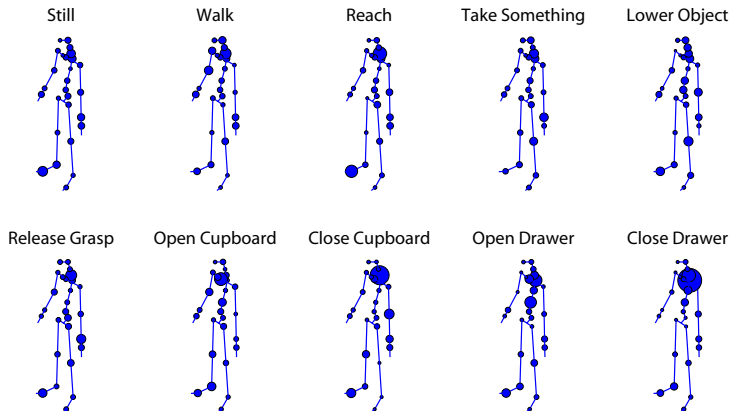 Still
Walk
Reach
Take Something
Lower Object
Release Grasp
Open Cupboard
Close Cupboard
Open Drawer
Close Drawer